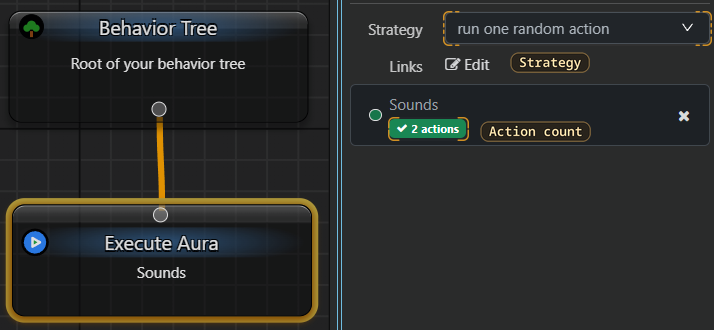 Behavior Tree
Root of your behavior tree
Execute Aura
Sounds
Strategy run one random action
Links Edit Strategy
Sounds
2 actions Action count